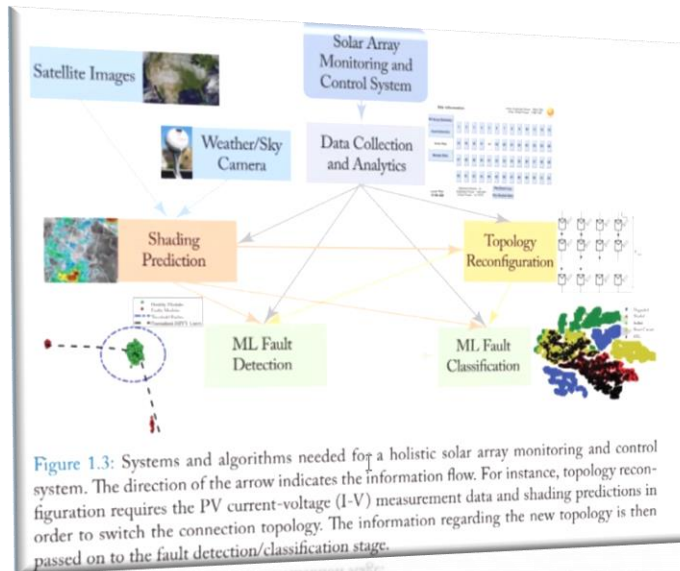 Solar Array
Monitoring and
Control System
Satellite Images
Weather/Sky
Camera
Data Collection
and Analytics
Shading
Prediction
Topology
Reconfiguration
ML Fault
Detection
ML Fault
Classification
Figure 1.3: Systems and algorithms needed for a holistic solar array monitoring and control
system. The direction of the arrow indicates the information flow. For instance, topology recon-
figuration requires the PV current-voltage (I-V) measurement data and shading predictions in
order to switch the connection topology. The information regarding the new topology is then
passed on to the fault detection/classification stage.